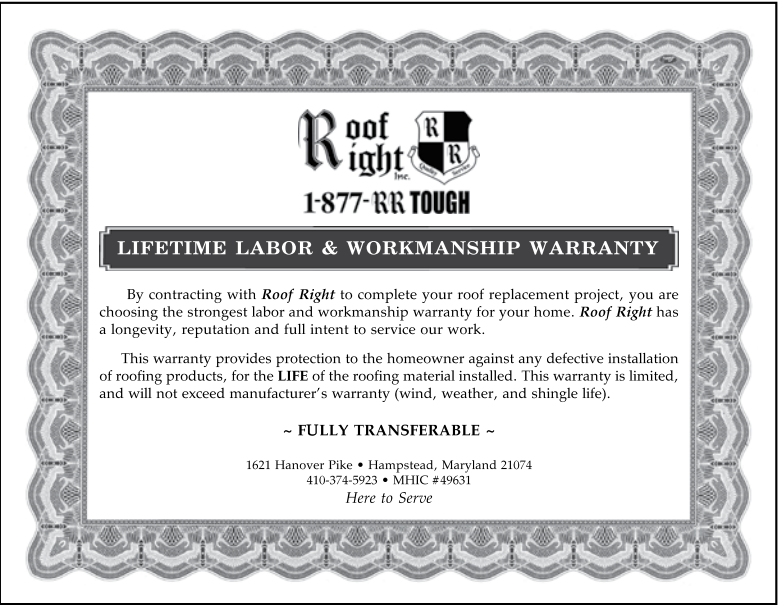 Roof
Right
Inc.
R
R
Quality Service
1-877-RR TOUGH
LIFETIME LABOR & WORKMANSHIP WARRANTY
By contracting with Roof Right to complete your roof replacement project, you are
choosing the strongest labor and workmanship warranty for your home. Roof Right has
a longevity, reputation and full intent to service our work.
This warranty provides protection to the homeowner against any defective installation
of roofing products, for the LIFE of the roofing material installed. This warranty is limited,
and will not exceed manufacturer’s warranty (wind, weather, and shingle life).
~ FULLY TRANSFERABLE ~
1621 Hanover Pike • Hampstead, Maryland 21074
410-374-5923 • MHIC #49631
Here to Serve